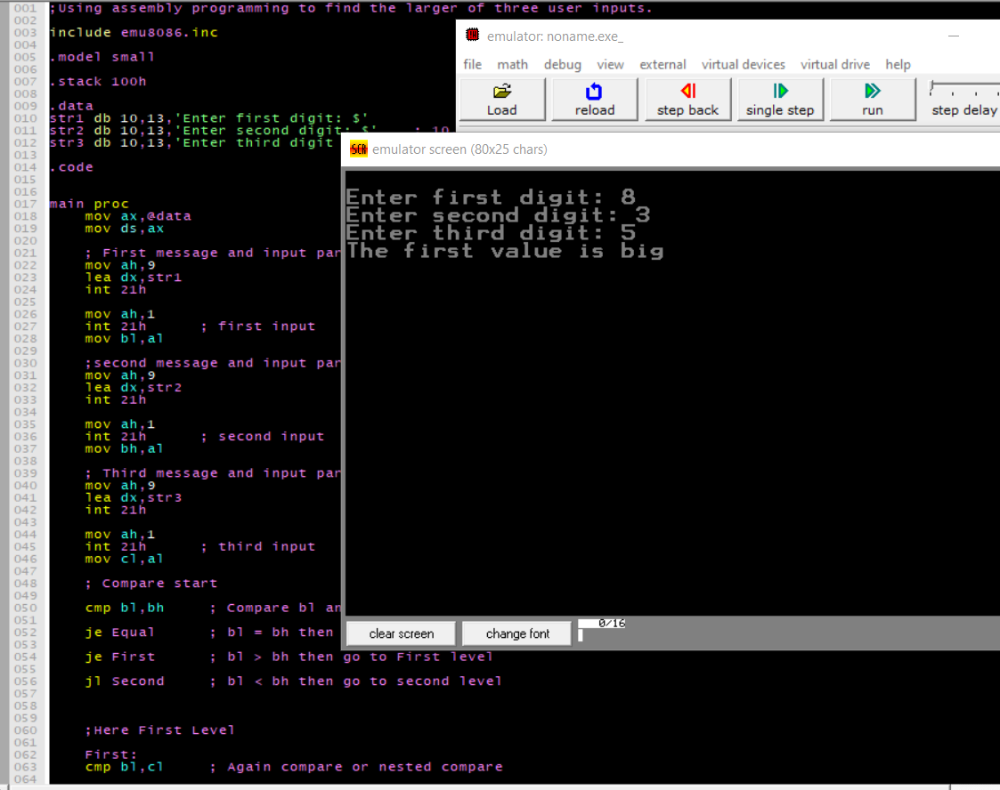 001 ;Using assembly programming to find the larger of three user inputs.
002
003 include emu8086.inc
004
005 .model small
006
007 .stack 100h
008
009 .data
010 str1 db 10,13,'Enter first digit: $'
011 str2 db 10,13,'Enter second digit: $' ; 10
012 str3 db 10,13,'Enter third digit
013
014 .code
015
016
017 main proc
018 mov ax,@data
019 mov ds,ax
020
021 ; First message and input par
022 mov ah,9
023 lea dx,str1
024 int 21h
025
026 mov ah,1
027 int 21h ; first input
028 mov bl,al
029
030 ;second message and input par
031 mov ah,9
032 lea dx,str2
033 int 21h
034
035 mov ah,1
036 int 21h ; second input
037 mov bh,al
038
039 ; Third message and input par
040 mov ah,9
041 lea dx,str3
042 int 21h
043
044 mov ah,1
045 int 21h ; third input
046 mov cl,al
047
048 ; Compare start
049
050 cmp bl,bh ; Compare bl an
051
052 je Equal ; bl = bh then
053
054 je First ; bl > bh then go to First level
055
056 jl Second ; bl < bh then go to second level
057
058
059
060 ;Here First Level
061
062 First:
063 cmp bl,cl ; Again compare or nested compare
064
emulator: noname.exe_
file math debug view external virtual devices virtual drive help
Load reload step back single step run step delay
SCR emulator screen (80x25 chars)
Enter first digit: 8
Enter second digit: 3
Enter third digit: 5
The first value is big
clear screen change font 0/16